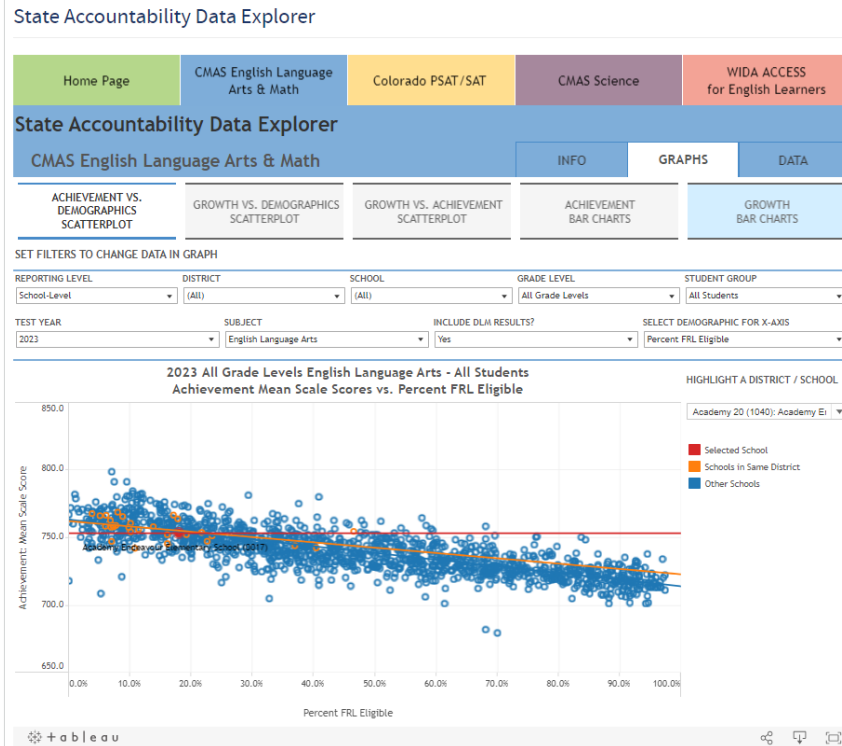 State Accountability Data Explorer
Home Page
CMAS English Language
Arts & Math
Colorado PSAT/SAT
CMAS Science
WIDA ACCESS
for English Learners
State Accountability Data Explorer
CMAS English Language Arts & Math
INFO
GRAPHS
DATA
ACHIEVEMENT VS.
DEMOGRAPHICS
SCATTERPLOT
GROWTH VS. DEMOGRAPHICS
SCATTERPLOT
GROWTH VS. ACHIEVEMENT
SCATTERPLOT
ACHIEVEMENT
BAR CHARTS
GROWTH
BAR CHARTS
SET FILTERS TO CHANGE DATA IN GRAPH
REPORTING LEVEL
School-Level
DISTRICT
(All)
SCHOOL
(All)
GRADE LEVEL
All Grade Levels
STUDENT GROUP
All Students
TEST YEAR
2023
SUBJECT
English Language Arts
INCLUDE DLM RESULTS?
Yes
SELECT DEMOGRAPHIC FOR X-AXIS
Percent FRL Eligible
2023 All Grade Levels English Language Arts - All Students
Achievement Mean Scale Scores vs. Percent FRL Eligible
Achievement: Mean Scale Score
850.0
800.0
750.0
700.0
650.0
Academy Endeavour Elementary School (0017)
0.0%
10.0%
20.0%
30.0%
40.0%
50.0%
60.0%
70.0%
80.0%
90.0%
100.0%
Percent FRL Eligible
HIGHLIGHT A DISTRICT / SCHOOL
Academy 20 (1040): Academy E
Selected School
Schools in Same District
Other Schools
+ a b l e a u